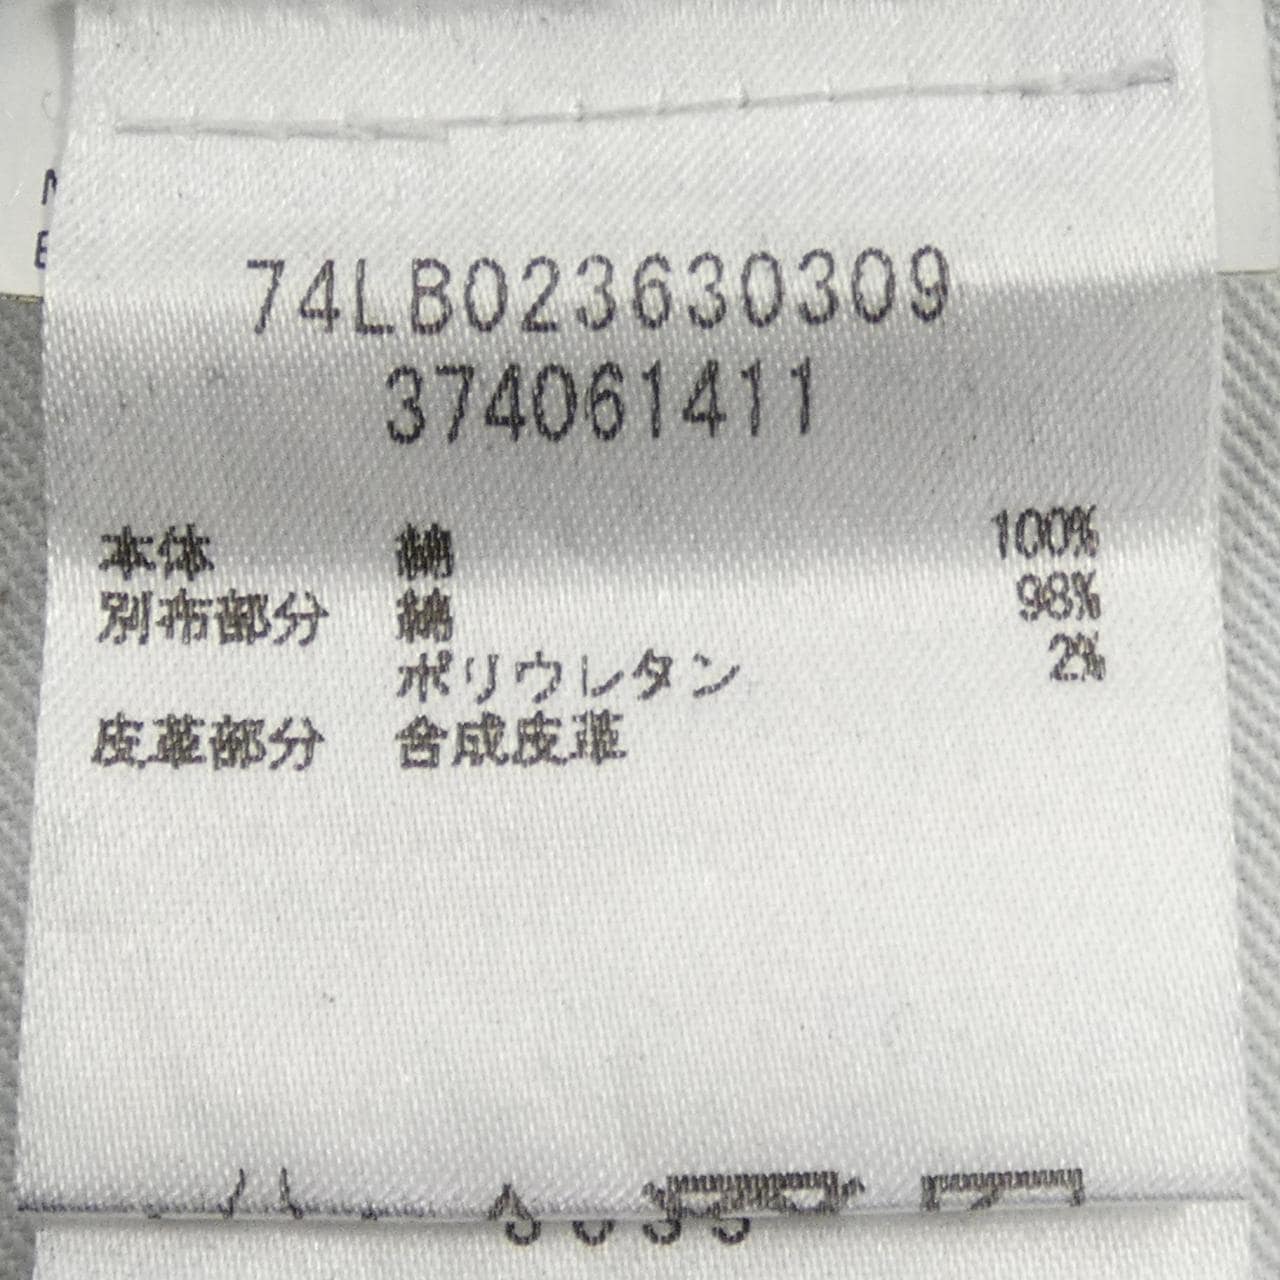 74LB023630309
374061411
本体 綿 100%
別布部分 綿 98%
ポリウレタン 2%
皮革部分 合成皮革